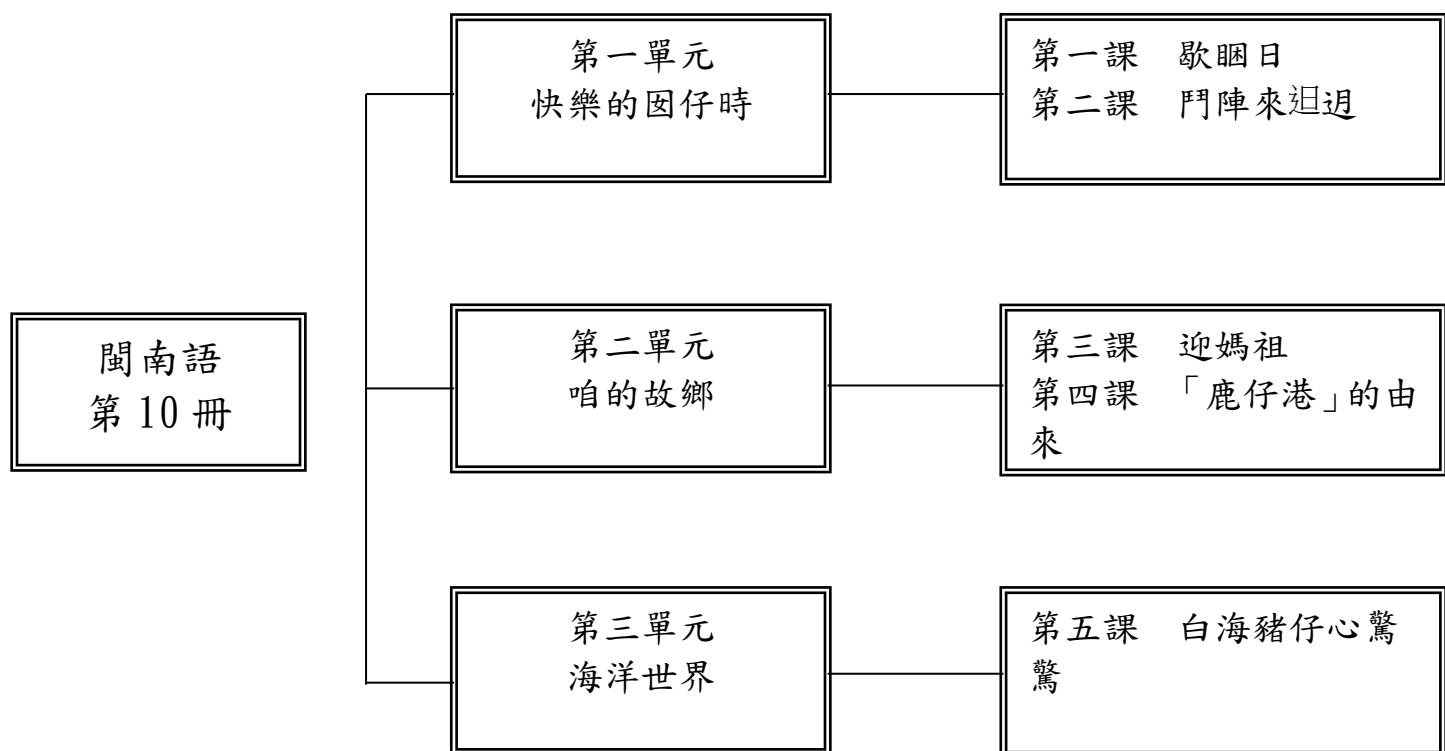 閩南語
第 10 冊
第一單元
快樂的囡仔時
第一課 歇睏日
第二課 鬥陣來𨑨迌
第二單元
咱的故鄉
第三課 迎媽祖
第四課 「鹿仔港」的由
來
第三單元
海洋世界
第五課 白海豬仔心驚
驚